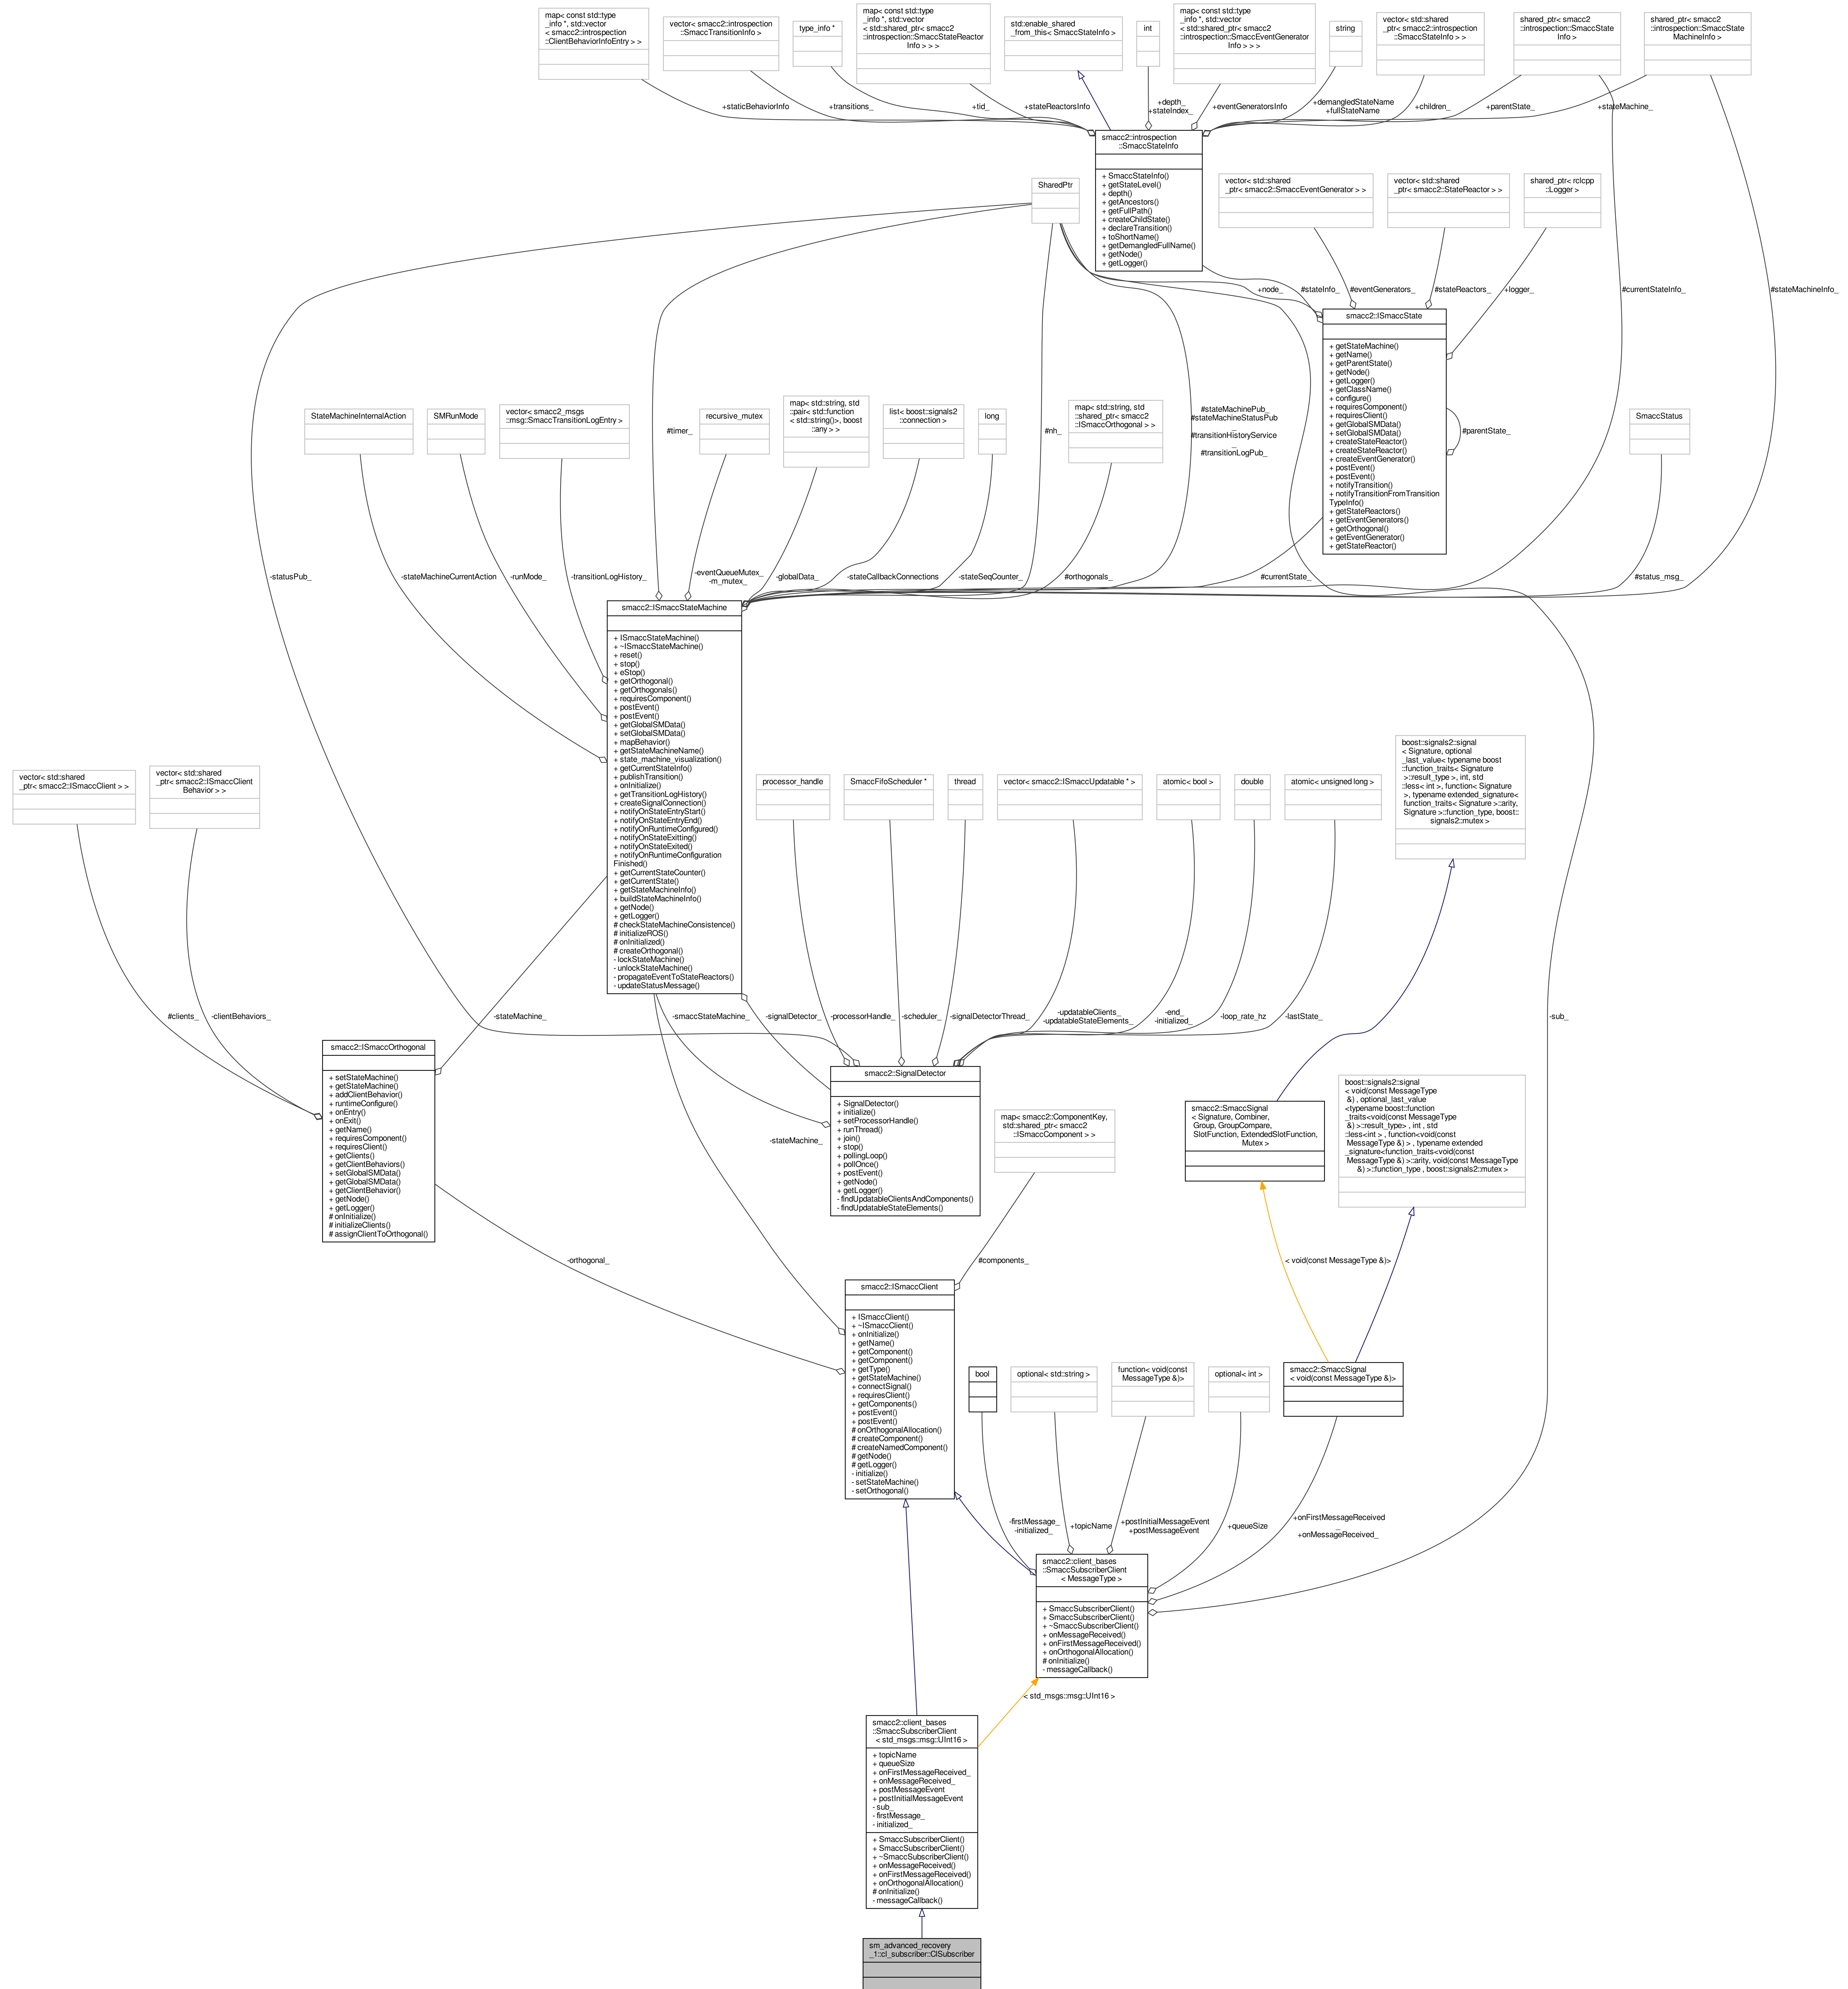 map< const std::type
_info *, std::vector
< smacc2::introspection
::ClientBehaviorInfoEntry > >
vector< smacc2::introspection
::SmaccTransitionInfo >
type_info *
map< const std::type
_info *, std::vector
< std::shared_ptr< smacc2
::introspection::SmaccStateReactor
Info > > >
std::enable_shared
_from_this< SmaccStateInfo >
int
map< const std::type
_info *, std::vector
< std::shared_ptr< smacc2
::introspection::SmaccEventGenerator
Info > > >
string
vector< std::shared
_ptr< smacc2::introspection
::SmaccStateInfo > >
shared_ptr< smacc2
::introspection::SmaccState
Info >
shared_ptr< smacc2
::introspection::SmaccState
MachineInfo >
+staticBehaviorInfo
+transitions_
+tid_
+stateReactorsInfo
+depth_
+stateIndex_
+eventGeneratorsInfo
+demangledStateName
+fullStateName
+children_
+parentState_
+stateMachine_
smacc2::introspection
::SmaccStateInfo
+ SmaccStateInfo()
+ getStateLevel()
+ depth()
+ getAncestors()
+ getFullPath()
+ createChildState()
+ declareTransition()
+ toShortName()
+ getDemangledFullName()
+ getNode()
+ getLogger()
SharedPtr
vector< std::shared
_ptr< smacc2::SmaccEventGenerator > >
vector< std::shared
_ptr< smacc2::StateReactor > >
shared_ptr< rclcpp
::Logger >
+node_
#stateInfo_
#eventGenerators_
#stateReactors_
+logger_
#currentStateInfo_
#stateMachineInfo_
smacc2::ISmaccState
+ getStateMachine()
+ getName()
+ getParentState()
+ getNode()
+ getLogger()
+ getClassName()
+ configure()
+ requiresComponent()
+ requiresClient()
+ getGlobalSMData()
+ setGlobalSMData()
+ createStateReactor()
+ createStateReactor()
+ createEventGenerator()
+ postEvent()
+ postEvent()
+ notifyTransition()
+ notifyTransitionFromTransition
TypeInfo()
+ getStateReactors()
+ getEventGenerators()
+ getOrthogonal()
+ getEventGenerator()
+ getStateReactor()
#parentState_
StateMachineInternalAction
SMRunMode
vector< smacc2_msgs
::msg::SmaccTransitionLogEntry >
#timer_
recursive_mutex
map< std::string, std
::pair< std::function
< std::string()>, boost
::any > >
list< boost::signals2
::connection >
long
#nh_
map< std::string, std
::shared_ptr< smacc2
::ISmaccOrthogonal > >
#stateMachinePub_
#stateMachineStatusPub
_
#transitionHistoryService
_
#transitionLogPub_
SmaccStatus
-statusPub_
-stateMachineCurrentAction
-runMode_
-transitionLogHistory_
-eventQueueMutex_
-m_mutex_
-globalData_
-stateCallbackConnections
-stateSeqCounter_
#orthogonals_
#currentState_
#status_msg_
smacc2::ISmaccStateMachine
+ ISmaccStateMachine()
+ ~ISmaccStateMachine()
+ reset()
+ stop()
+ eStop()
+ getOrthogonal()
+ getOrthogonals()
+ requiresComponent()
+ postEvent()
+ postEvent()
+ getGlobalSMData()
+ setGlobalSMData()
+ mapBehavior()
+ getStateMachineName()
+ state_machine_visualization()
+ getCurrentStateInfo()
+ publishTransition()
+ onInitialize()
+ getTransitionLogHistory()
+ createSignalConnection()
+ notifyOnStateEntryStart()
+ notifyOnStateEntryEnd()
+ notifyOnRuntimeConfigured()
+ notifyOnStateExitting()
+ notifyOnStateExited()
+ notifyOnRuntimeConfiguration
Finished()
+ getCurrentStateCounter()
+ getCurrentState()
+ getStateMachineInfo()
+ buildStateMachineInfo()
+ getNode()
+ getLogger()
# checkStateMachineConsistence()
# initializeROS()
# onInitialized()
# createOrthogonal()
- lockStateMachine()
- unlockStateMachine()
- propagateEventToStateReactors()
- updateStatusMessage()
vector< std::shared
_ptr< smacc2::ISmaccClient > >
vector< std::shared
_ptr< smacc2::ISmaccClient
Behavior > >
processor_handle
SmaccFifoScheduler *
thread
vector< smacc2::ISmaccUpdatable * >
atomic< bool >
double
atomic< unsigned long >
boost::signals2::signal
< Signature, optional
_last_value< typename boost
::function_traits< Signature
>::result_type >, int, std
::less< int >, function< Signature
>, typename extended_signature<
function_traits< Signature >::arity,
Signature >::function_type, boost::
signals2::mutex >
#clients_
-clientBehaviors_
-stateMachine_
-smaccStateMachine_
-signalDetector_
-processorHandle_
-scheduler_
-signalDetectorThread_
-updatableClients_
-updatableStateElements_
-end_
-initialized_
-loop_rate_hz
-lastState_
-sub_
smacc2::ISmaccOrthogonal
+ setStateMachine()
+ getStateMachine()
+ addClientBehavior()
+ runtimeConfigure()
+ onEntry()
+ onExit()
+ getName()
+ requiresComponent()
+ requiresClient()
+ getClients()
+ getClientBehaviors()
+ setGlobalSMData()
+ getGlobalSMData()
+ getClientBehavior()
+ getNode()
+ getLogger()
# onInitialize()
# initializeClients()
# assignClientToOrthogonal()
smacc2::SignalDetector
+ SignalDetector()
+ initialize()
+ setProcessorHandle()
+ runThread()
+ join()
+ stop()
+ pollingLoop()
+ pollOnce()
+ postEvent()
+ getNode()
+ getLogger()
- findUpdatableClientsAndComponents()
- findUpdatableStateElements()
-stateMachine_
map< smacc2::ComponentKey,
std::shared_ptr< smacc2
::ISmaccComponent > >
smacc2::SmaccSignal
< Signature, Combiner,
Group, GroupCompare,
SlotFunction, ExtendedSlotFunction,
Mutex >
boost::signals2::signal
< void(const MessageType
&) , optional_last_value
<typename boost::function
_traits<void(const MessageType
&) >::result_type> , int , std
::less<int > , function<void(const
MessageType &) > , typename extended
_signature<function_traits<void(const
MessageType &) >::arity, void(const MessageType
&) >::function_type , boost::signals2::mutex >
-orthogonal_
#components_
< void(const MessageType &)>
smacc2::ISmaccClient
+ ISmaccClient()
+ ~ISmaccClient()
+ onInitialize()
+ getName()
+ getComponent()
+ getComponent()
+ getType()
+ getStateMachine()
+ connectSignal()
+ requiresClient()
+ getComponents()
+ postEvent()
+ postEvent()
# onOrthogonalAllocation()
# createComponent()
# createNamedComponent()
# getNode()
# getLogger()
- initialize()
- setStateMachine()
- setOrthogonal()
bool
optional< std::string >
function< void(const
MessageType &)>
optional< int >
smacc2::SmaccSignal
< void(const MessageType &)>
-firstMessage_
-initialized_
+topicName
+postInitialMessageEvent
+postMessageEvent
+queueSize
+onFirstMessageReceived
_
+onMessageReceived_
smacc2::client_bases
::SmaccSubscriberClient
< MessageType >
+ SmaccSubscriberClient()
+ SmaccSubscriberClient()
+ ~SmaccSubscriberClient()
+ onMessageReceived()
+ onFirstMessageReceived()
+ onOrthogonalAllocation()
# onInitialize()
- messageCallback()
< std_msgs::msg::UInt16 >
smacc2::client_bases
::SmaccSubscriberClient
< std_msgs::msg::UInt16 >
+ topicName
+ queueSize
+ onFirstMessageReceived_
+ onMessageReceived_
+ postMessageEvent
+ postInitialMessageEvent
- sub_
- firstMessage_
- initialized_
+ SmaccSubscriberClient()
+ SmaccSubscriberClient()
+ ~SmaccSubscriberClient()
+ onMessageReceived()
+ onFirstMessageReceived()
+ onOrthogonalAllocation()
# onInitialize()
- messageCallback()
sm_advanced_recovery
_1::cl_subscriber::ClSubscriber